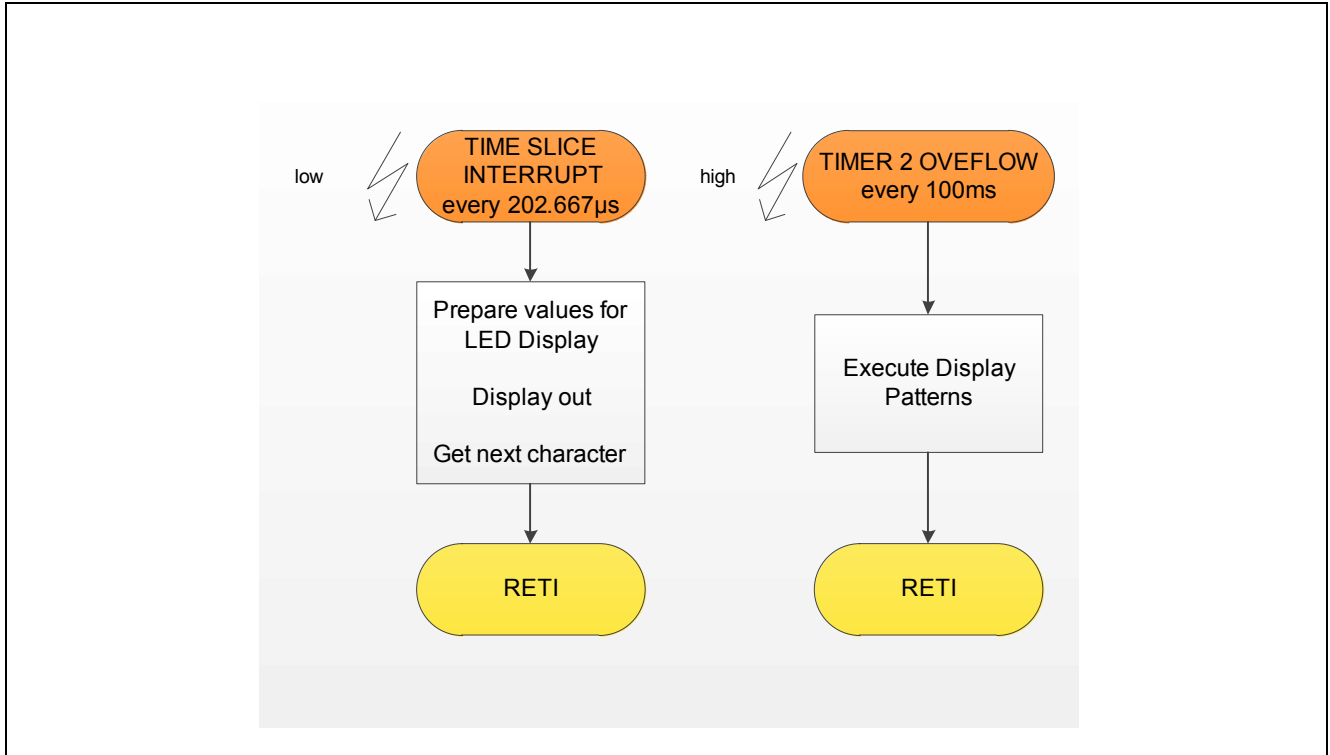 low
TIME SLICE
INTERRUPT
every 202.667µs
Prepare values for
LED Display
Display out
Get next character
RETI
high
TIMER 2 OVEFLOW
every 100ms
Execute Display
Patterns
RETI